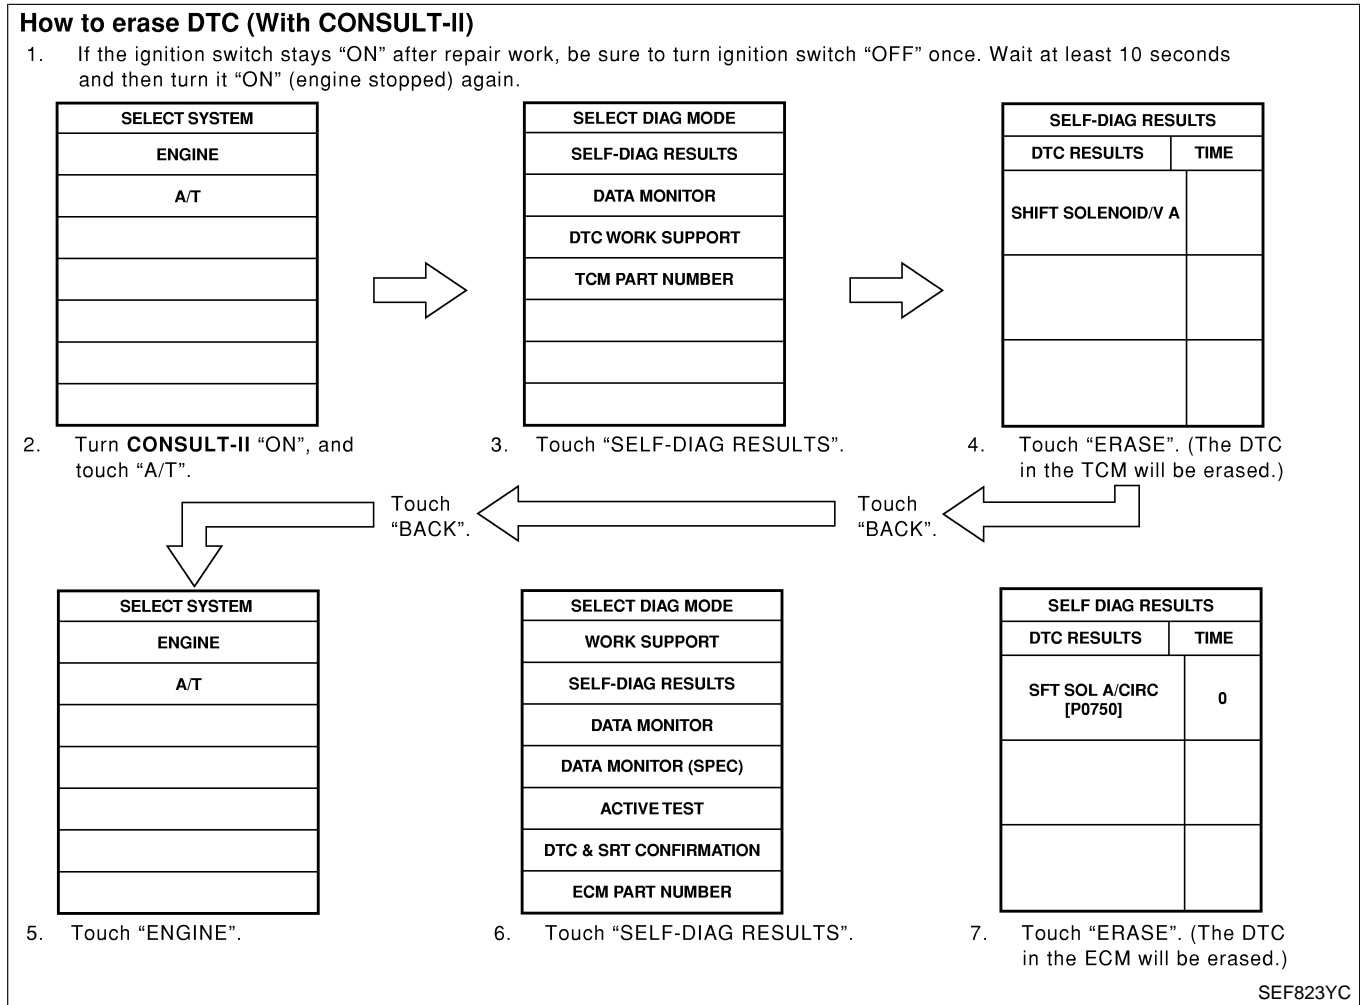 How to erase DTC (With CONSULT-II)
1. If the ignition switch stays “ON” after repair work, be sure to turn ignition switch “OFF” once. Wait at least 10 seconds
and then turn it “ON” (engine stopped) again.
SELECT SYSTEM
ENGINE
A/T
SELECT DIAG MODE
SELF-DIAG RESULTS
DATA MONITOR
DTC WORK SUPPORT
TCM PART NUMBER
SELF-DIAG RESULTS
DTC RESULTS TIME
SHIFT SOLENOID/V A
2. Turn CONSULT-II “ON”, and
touch “A/T”.
3. Touch “SELF-DIAG RESULTS”.
4. Touch “ERASE”. (The DTC
in the TCM will be erased.)
Touch
“BACK”.
Touch
“BACK”.
SELECT SYSTEM
ENGINE
A/T
SELECT DIAG MODE
WORK SUPPORT
SELF-DIAG RESULTS
DATA MONITOR
DATA MONITOR (SPEC)
ACTIVE TEST
DTC & SRT CONFIRMATION
ECM PART NUMBER
SELF DIAG RESULTS
DTC RESULTS TIME
SFT SOL A/CIRC
[P0750]
0
5. Touch “ENGINE”.
6. Touch “SELF-DIAG RESULTS”.
7. Touch “ERASE”. (The DTC
in the ECM will be erased.)
SEF823YC